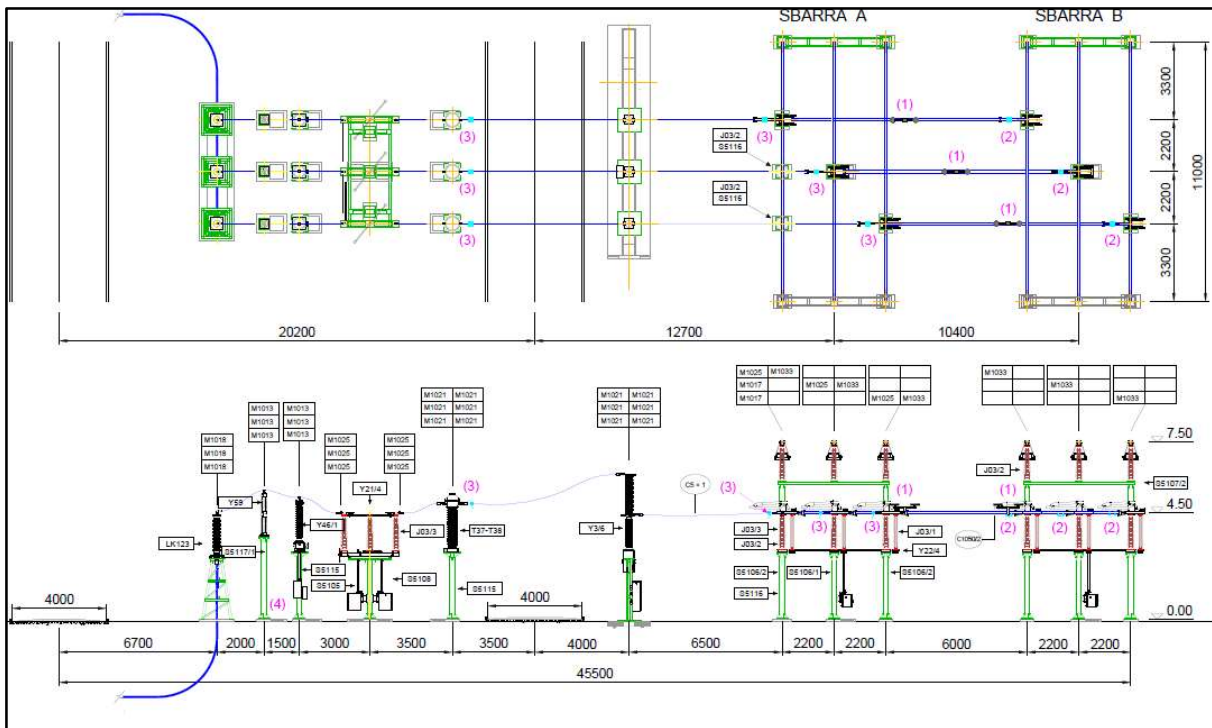 SBARRA A SBARRA B
(1)
3300
(3) (3) (2)
2200
J03/2
S5116
(1)
11000
(3) (3) (2)
2200
J03/2
S5116
(1)
(3) (3) (2)
3300
20200 12700 10400
M1021 M1021
M1021 M1021
M1021 M1021
M1021 M1021
M1021 M1021
M1021 M1021
M1025 M1033
M1017
M1017
M1025 M1033
M1025 M1033
M1033
M1033
M1033
M1013
M1013
M1013
M1013
M1013
M1013
M1018
M1018
M1018
M1025
M1025
M1025
M1025
M1025
M1025
7.50
Y21/4
Y59
(3)
C5 ÷ 1
(3)
J03/2
S5107/2
(1) (1)
4.50
Y46/1
J03/3
T37-T38
Y3/6
J03/3
(3) (3)
J03/1
C1050/2
(2) (2) (2)
LK123
S5117/1
J03/2
Y22/4
S5115
S5105
S5108
S5115
S5106/2
S5106/1
S5106/2
S5116
4000
(4)
4000
0.00
6700 2000 1500 3000 3500 3500 4000 6500 2200 2200 6000 2200 2200
45500